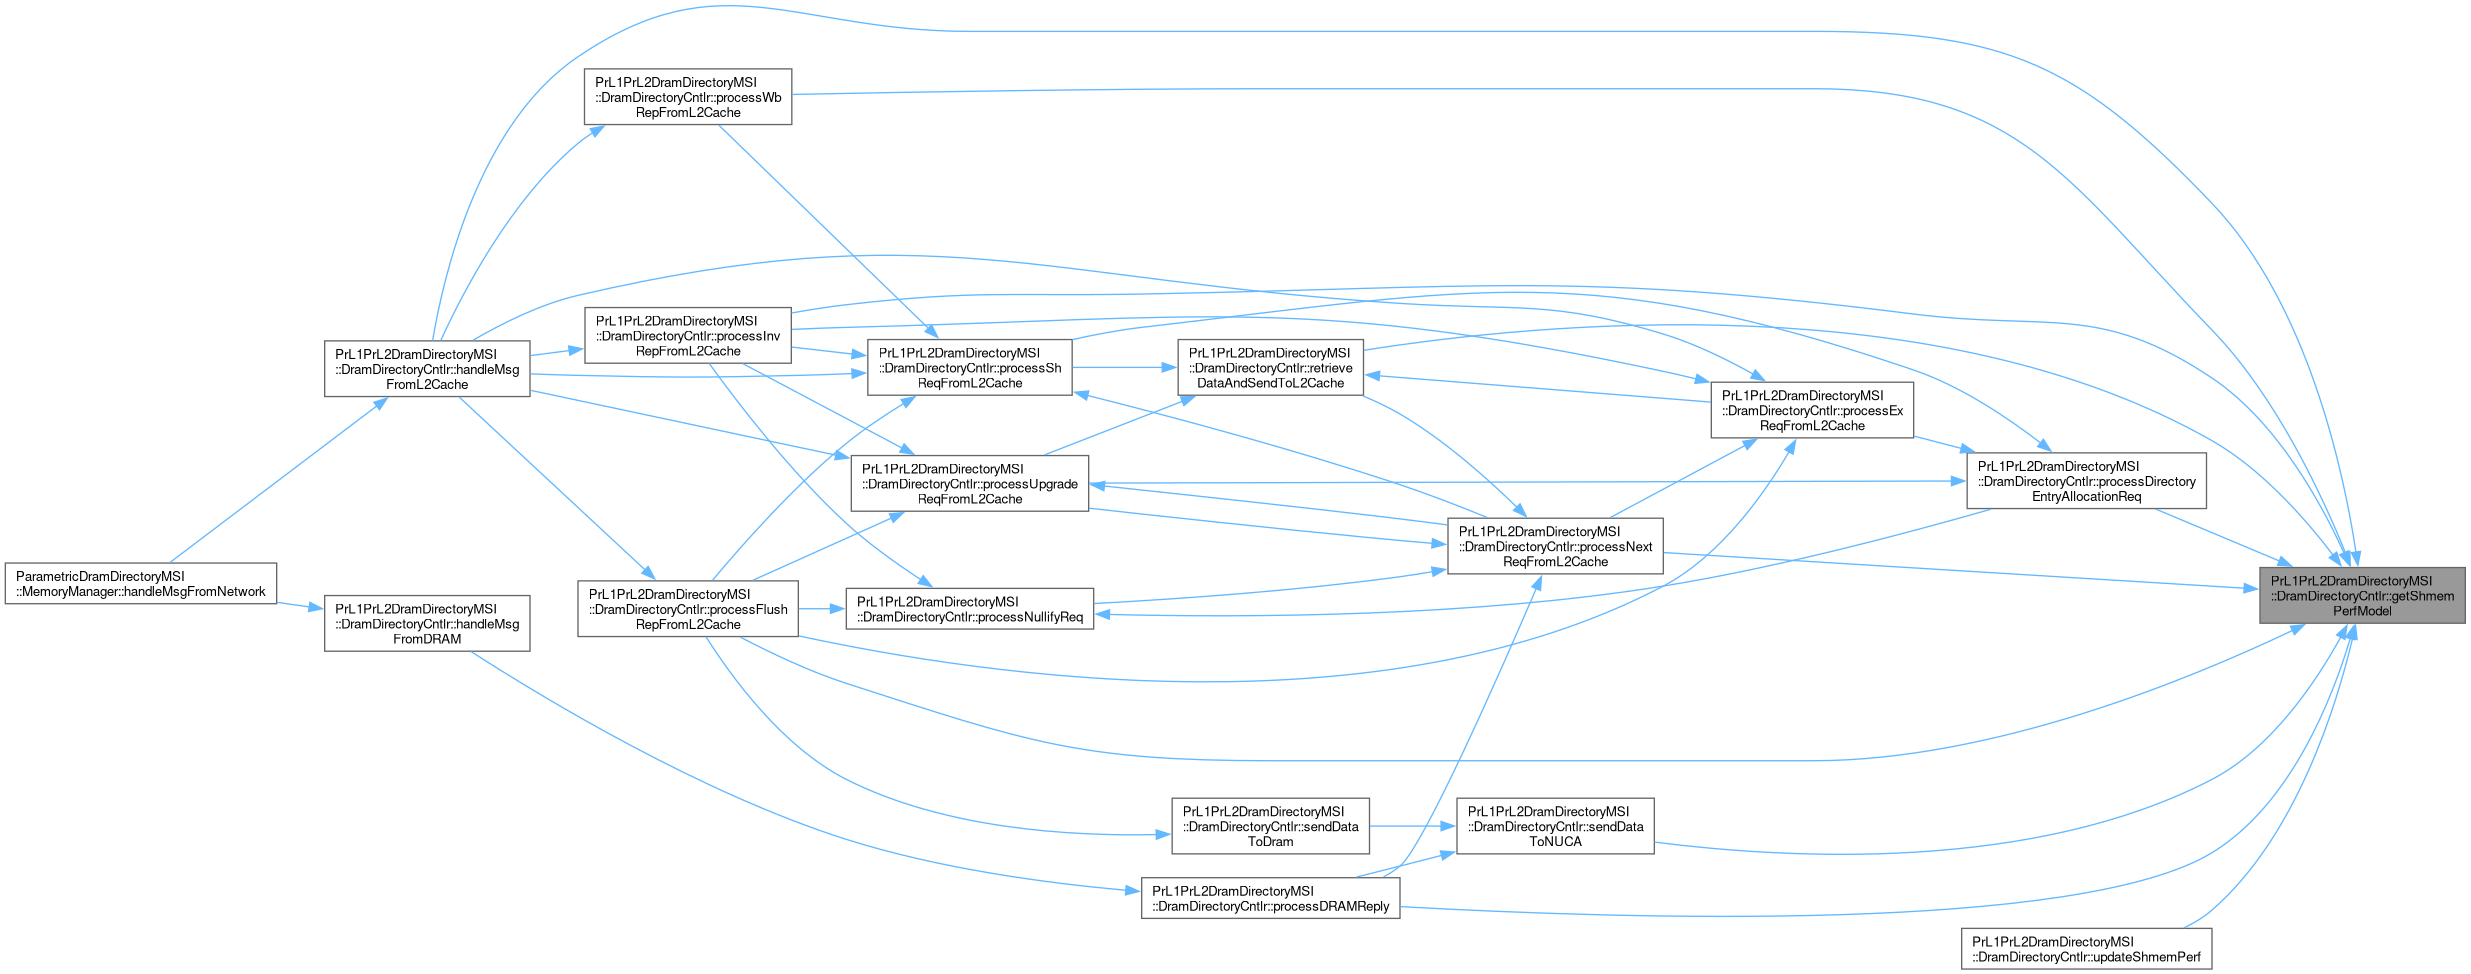 PrL1PrL2DramDirectoryMSI
::DramDirectoryCntlr::processWb
RepFromL2Cache
PrL1PrL2DramDirectoryMSI
::DramDirectoryCntlr::processInv
RepFromL2Cache
PrL1PrL2DramDirectoryMSI
::DramDirectoryCntlr::handleMsg
FromL2Cache
PrL1PrL2DramDirectoryMSI
::DramDirectoryCntlr::processSh
ReqFromL2Cache
PrL1PrL2DramDirectoryMSI
::DramDirectoryCntlr::retrieve
DataAndSendToL2Cache
PrL1PrL2DramDirectoryMSI
::DramDirectoryCntlr::processEx
ReqFromL2Cache
PrL1PrL2DramDirectoryMSI
::DramDirectoryCntlr::processUpgrade
ReqFromL2Cache
PrL1PrL2DramDirectoryMSI
::DramDirectoryCntlr::processDirectory
EntryAllocationReq
PrL1PrL2DramDirectoryMSI
::DramDirectoryCntlr::processNext
ReqFromL2Cache
ParametricDramDirectoryMSI
::MemoryManager::handleMsgFromNetwork
PrL1PrL2DramDirectoryMSI
::DramDirectoryCntlr::handleMsg
FromDRAM
PrL1PrL2DramDirectoryMSI
::DramDirectoryCntlr::processFlush
RepFromL2Cache
PrL1PrL2DramDirectoryMSI
::DramDirectoryCntlr::processNullifyReq
PrL1PrL2DramDirectoryMSI
::DramDirectoryCntlr::getShmem
PerfModel
PrL1PrL2DramDirectoryMSI
::DramDirectoryCntlr::sendData
ToDram
PrL1PrL2DramDirectoryMSI
::DramDirectoryCntlr::sendData
ToNUCA
PrL1PrL2DramDirectoryMSI
::DramDirectoryCntlr::processDRAMReply
PrL1PrL2DramDirectoryMSI
::DramDirectoryCntlr::updateShmemPerf